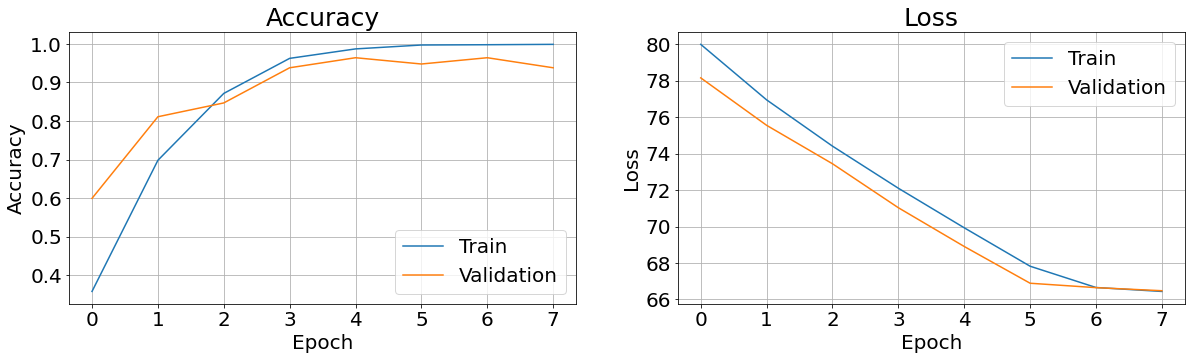 Accuracy
1.0
0.9
0.8
0.7
0.6
0.5
0.4
Accuracy
Train
Validation
0 1 2 3 4 5 6 7
Epoch
Loss
80
78
76
74
72
70
68
66
Loss
Train
Validation
0 1 2 3 4 5 6 7
Epoch